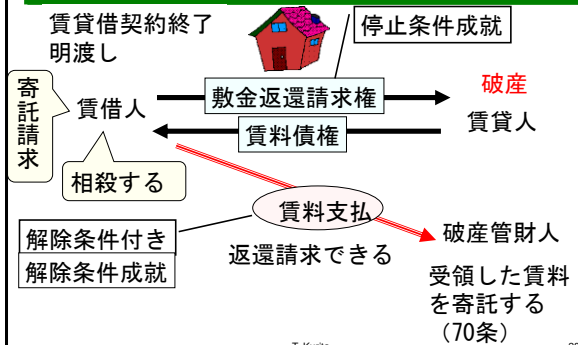 賃貸借契約終了
明渡し
停止条件成就
寄託請求
賃借人
敷金返還請求権
賃料債権
破産
賃貸人
相殺する
賃料支払
解除条件付き
解除条件成就
返還請求できる
破産管財人
受領した賃料
を寄託する
（70条）